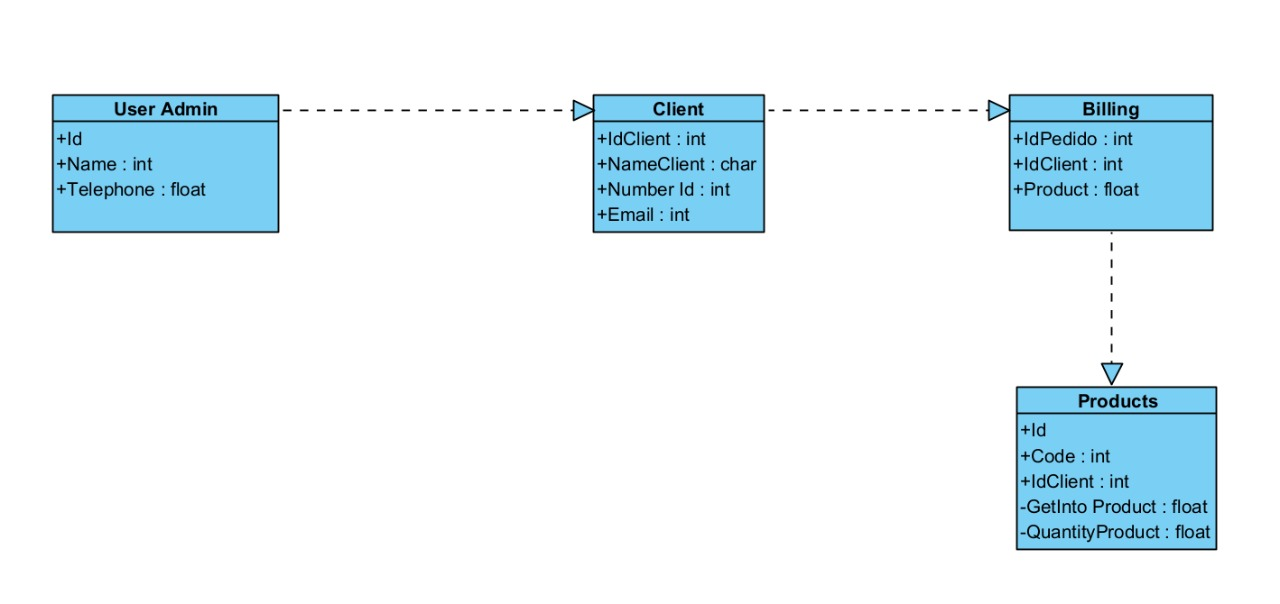 User Admin
+Id
+Name : int
+Telephone : float
Client
+IdClient : int
+NameClient : char
+Number Id : int
+Email : int
Billing
+IdPedido : int
+IdClient : int
+Product : float
Products
+Id
+Code : int
+IdClient : int
-GetInto Product : float
-QuantityProduct : float